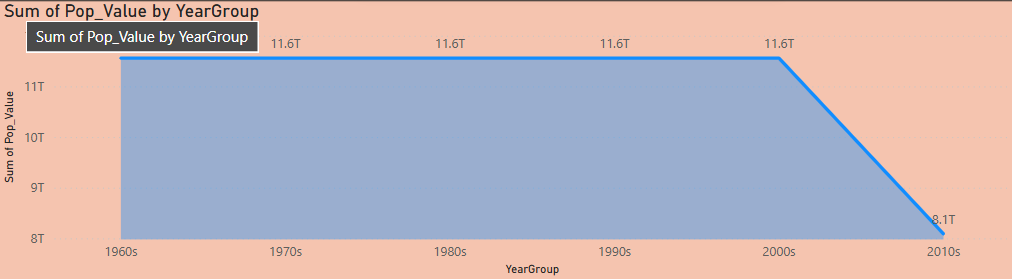 Sum of Pop_Value by YearGroup
Sum of Pop_Value by YearGroup
11.6T 11.6T 11.6T 11.6T
11T
10T
9T
8T
Sum of Pop_Value
8.1T
1960s 1970s 1980s 1990s 2000s 2010s
YearGroup